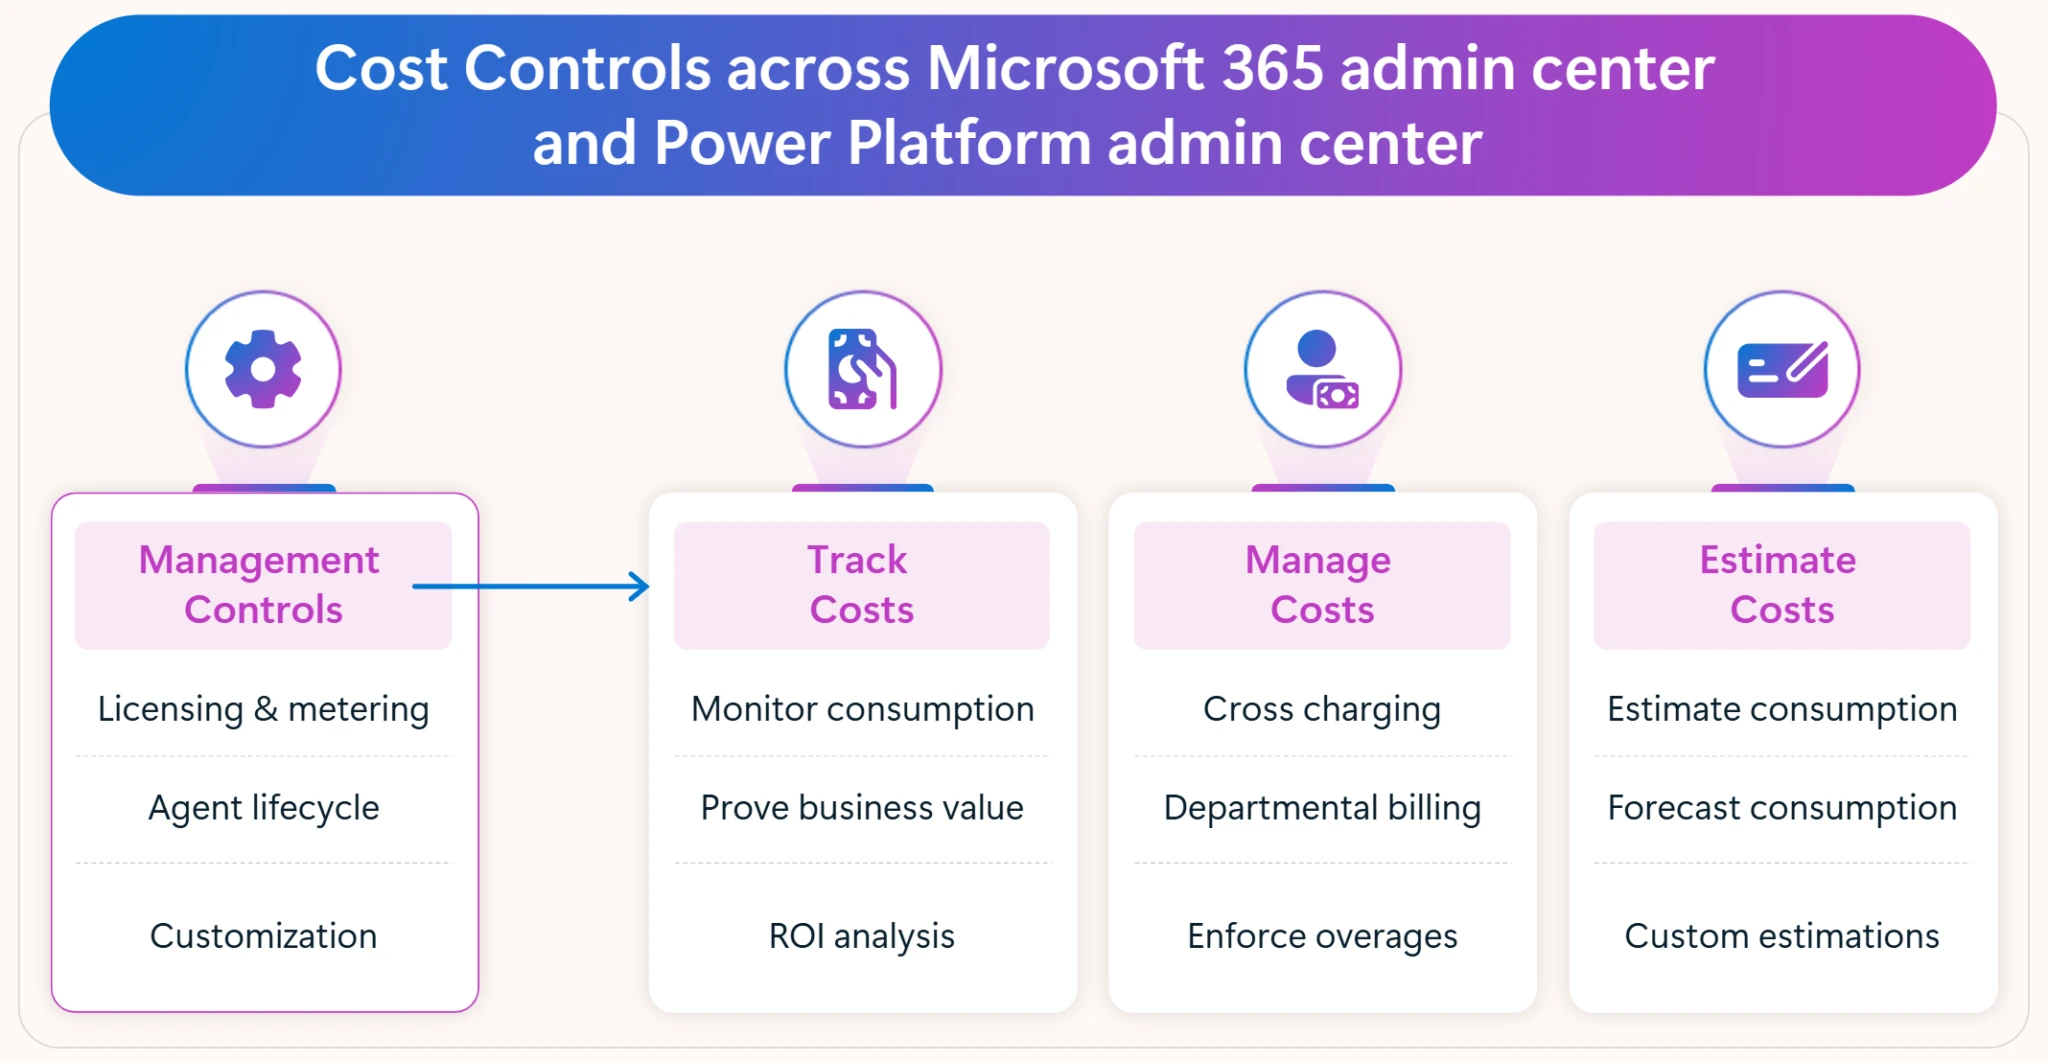 Cost Controls across Microsoft 365 admin center
and Power Platform admin center
Management
Controls
Licensing & metering
Agent lifecycle
Customization
Track
Costs
Monitor consumption
Prove business value
ROI analysis
Manage
Costs
Cross charging
Departmental billing
Enforce overages
Estimate
Costs
Estimate consumption
Forecast consumption
Custom estimations